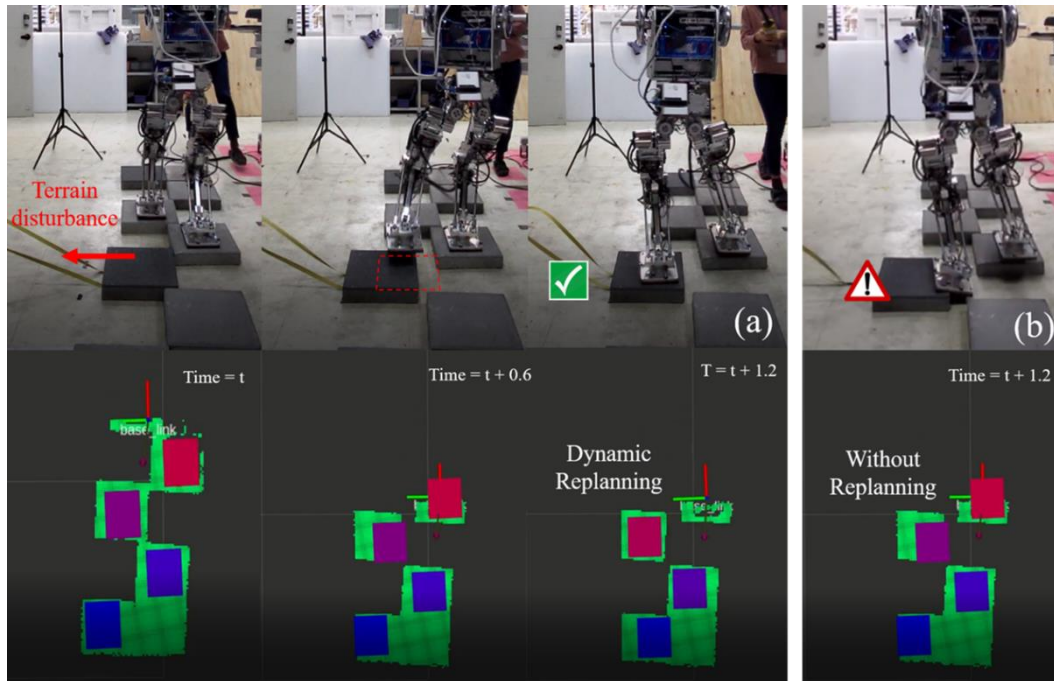 Terrain
disturbance
(a)
(b)
Time = t
Time = t + 0.6
T = t + 1.2
Time = t + 1.2
base_link
Dynamic
Replanning
Without
Replanning